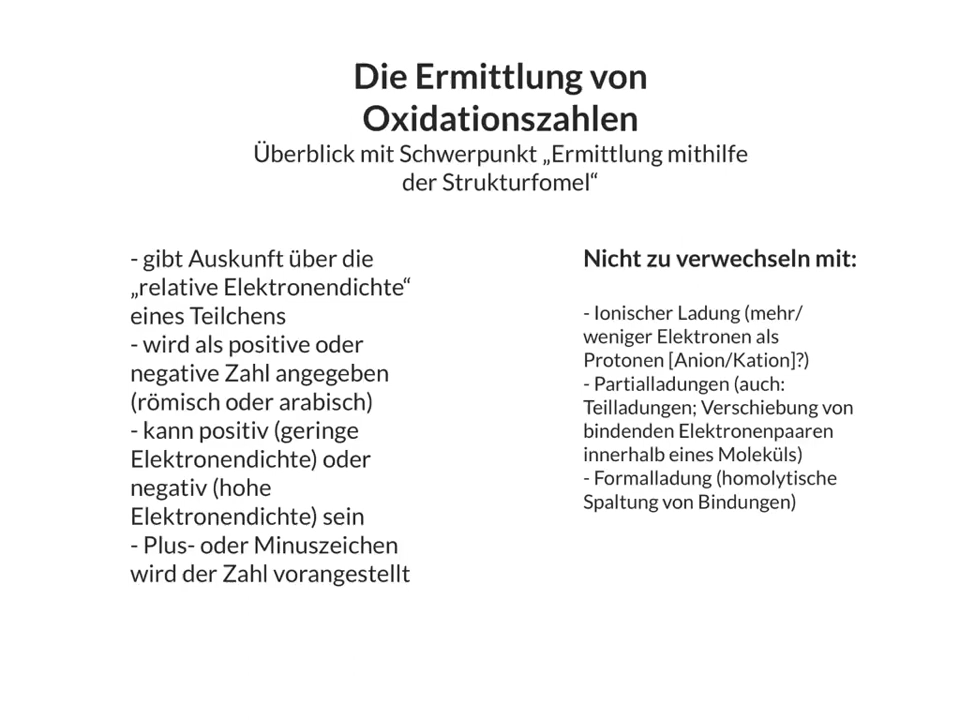 Die Ermittlung von
Oxidationszahlen
Überblick mit Schwerpunkt „Ermittlung mithilfe
der Strukturfomel“
- gibt Auskunft über die
„relative Elektronendichte“
eines Teilchens
- wird als positive oder
negative Zahl angegeben
(römisch oder arabisch)
- kann positiv (geringe
Elektronendichte) oder
negativ (hohe
Elektronendichte) sein
- Plus- oder Minuszeichen
wird der Zahl vorangestellt
Nicht zu verwechseln mit:
- Ionischer Ladung (mehr/
weniger Elektronen als
Protonen [Anion/Kation]?)
- Partialladungen (auch:
Teilladungen; Verschiebung von
bindenden Elektronenpaaren
innerhalb eines Moleküls)
- Formalladung (homolytische
Spaltung von Bindungen)